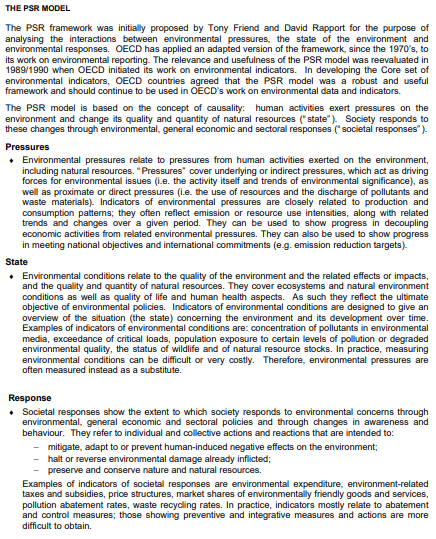 THE PSR MODEL
The PSR framework was initially proposed by Tony Friend and David Rapport for the purpose of
analysing the interactions between environmental pressures, the state of the environment and
environmental responses. OECD has applied an adapted version of the framework, since the 1970's, to
its work on environmental reporting. The relevance and usefulness of the PSR model was reevaluated in
1989/1990 when OECD initiated its work on environmental indicators. In developing the Core set of
environmental indicators, OECD countries agreed that the PSR model was a robust and useful
framework and should continue to be used in OECD's work on environmental data and indicators.
The PSR model is based on the concept of causality: human activities exert pressures on the
environment and change its quality and quantity of natural resources ("state"). Society responds to
these changes through environmental, general economic and sectoral responses ("societal responses").
Pressures
♦ Environmental pressures relate to pressures from human activities exerted on the environment,
including natural resources. "Pressures" cover underlying or indirect pressures, which act as driving
forces for environmental issues (i.e. the activity itself and trends of environmental significance), as
well as proximate or direct pressures (i.e. the use of resources and the discharge of pollutants and
waste materials). Indicators of environmental pressures are closely related to production and
consumption patterns; they often reflect emission or resource use intensities, along with related
trends and changes over a given period. They can be used to show progress in decoupling
economic activities from related environmental pressures. They can also be used to show progress
in meeting national objectives and international commitments (e.g. emission reduction targets).
State
♦ Environmental conditions relate to the quality of the environment and the related effects or impacts,
and the quality and quantity of natural resources. They cover ecosystems and natural environment
conditions as well as quality of life and human health aspects. As such they reflect the ultimate
objective of environmental policies. Indicators of environmental conditions are designed to give an
overview of the situation (the state) concerning the environment and its development over time.
Examples of indicators of environmental conditions are: concentration of pollutants in environmental
media, exceedance of critical loads, population exposure to certain levels of pollution or degraded
environmental quality, the status of wildlife and of natural resource stocks. In practice, measuring
environmental conditions can be difficult or very costly. Therefore, environmental pressures are
often measured instead as a substitute.
Response
♦ Societal responses show the extent to which society responds to environmental concerns through
environmental, general economic and sectoral policies and through changes in awareness and
behaviour. They refer to individual and collective actions and reactions that are intended to:
– mitigate, adapt to or prevent human-induced negative effects on the environment;
– halt or reverse environmental damage already inflicted;
– preserve and conserve nature and natural resources.
Examples of indicators of societal responses are environmental expenditure, environment-related
taxes and subsidies, price structures, market shares of environmentally friendly goods and services,
pollution abatement rates, waste recycling rates. In practice, indicators mostly relate to abatement
and control measures; those showing preventive and integrative measures and actions are more
difficult to obtain.